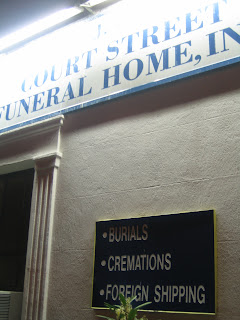 COURT STREET
FUNERAL HOME, IN
• BURIALS
• CREMATIONS
• FOREIGN SHIPPING